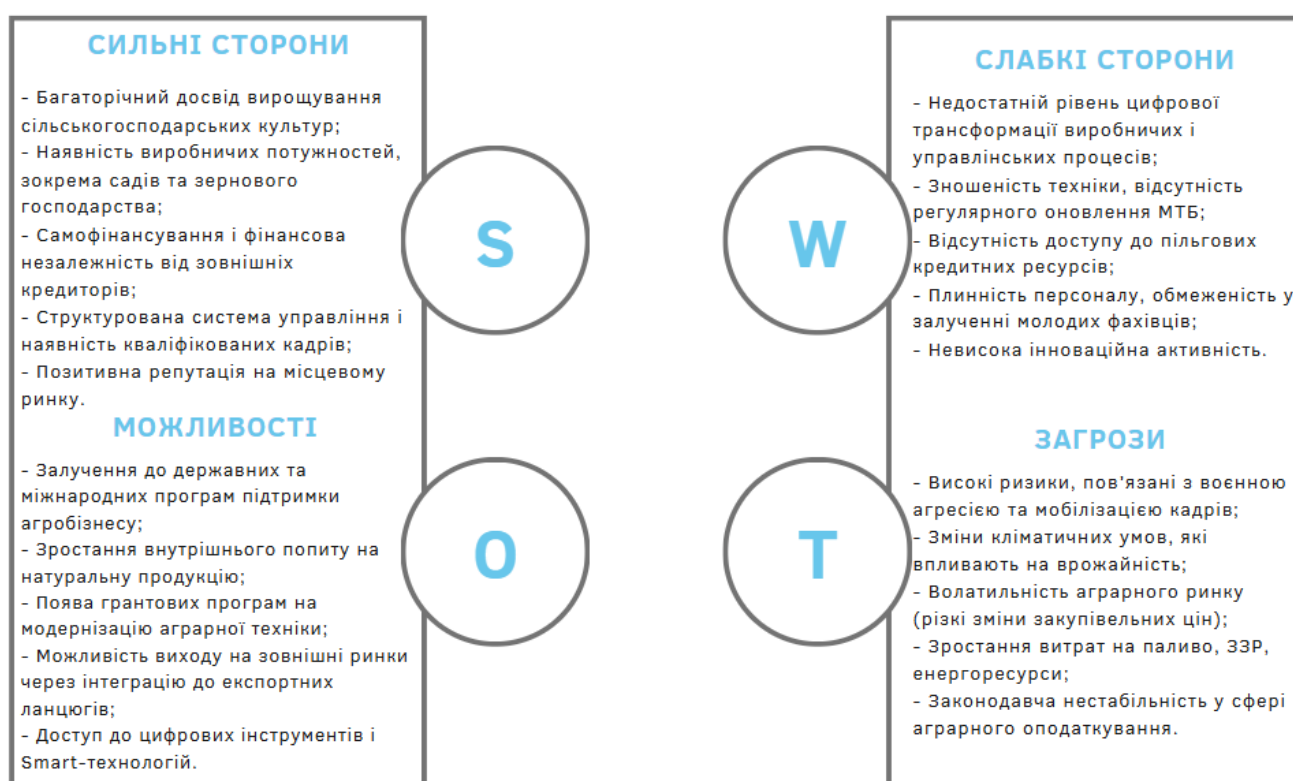 СИЛЬНІ СТОРОНИ
- Багаторічний досвід вирощування
сільськогосподарських культур;
- Наявність виробничих потужностей,
зокрема садів та зернового
господарства;
- Самофінансування і фінансова
незалежність від зовнішніх
кредиторів;
- Структурована система управління і
наявність кваліфікованих кадрів;
- Позитивна репутація на місцевому
ринку.
S
W
СЛАБКІ СТОРОНИ
- Недостатній рівень цифрової
трансформації виробничих і
управлінських процесів;
- Зношеність техніки, відсутність
регулярного оновлення МТБ;
- Відсутність доступу до пільгових
кредитних ресурсів;
- Плинність персоналу, обмеженість у
залученні молодих фахівців;
- Невисока інноваційна активність.
МОЖЛИВОСТІ
- Залучення до державних та
міжнародних програм підтримки
агробізнесу;
- Зростання внутрішнього попиту на
натуральну продукцію;
- Поява грантових програм на
модернізацію аграрної техніки;
- Можливість виходу на зовнішні ринки
через інтеграцію до експортних
ланцюгів;
- Доступ до цифрових інструментів і
Smart-технологій.
O
T
ЗАГРОЗИ
- Високі ризики, пов'язані з воєнною
агресією та мобілізацією кадрів;
- Зміни кліматичних умов, які
впливають на врожайність;
- Волатильність аграрного ринку
(різкі зміни закупівельних цін);
- Зростання витрат на паливо, ЗЗР,
енергоресурси;
- Законодавча нестабільність у сфері
аграрного оподаткування.